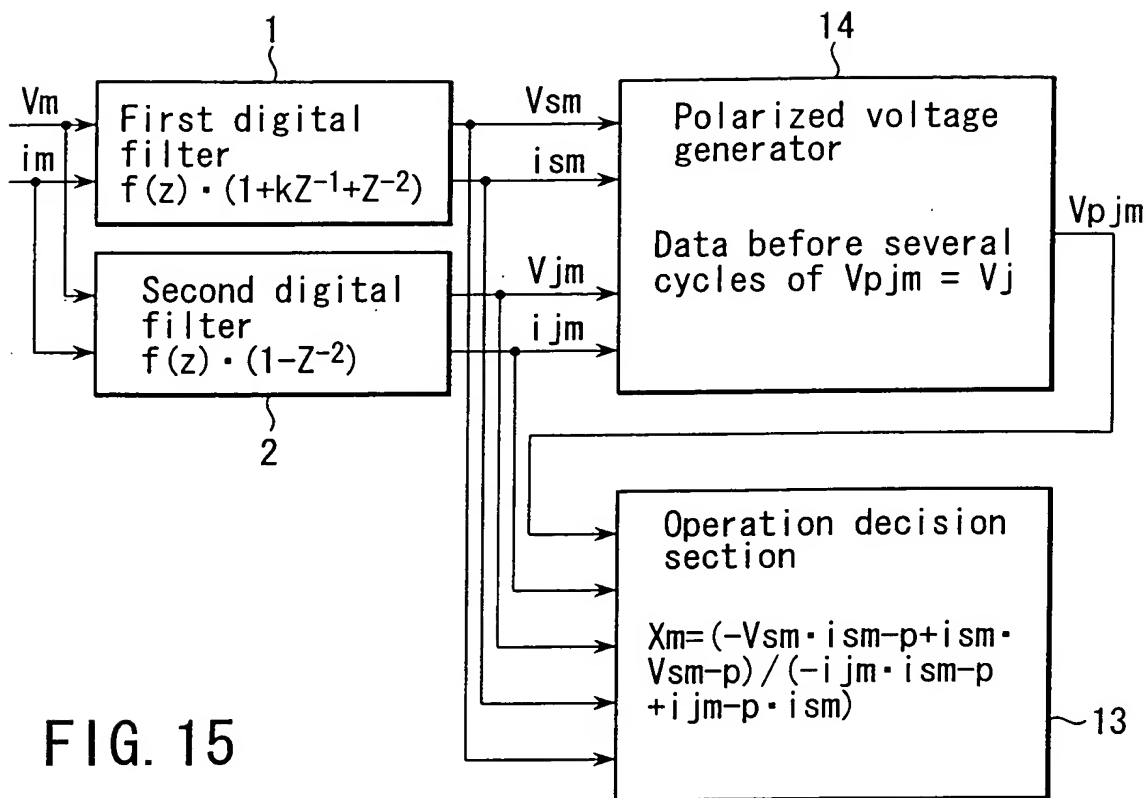 1
14
Vm
im
First digital
filter
f(z)・(1+kZ⁻¹+Z⁻²)
Vsm
ism
Polarized voltage
generator
Data before several
cycles of Vpjm = Vj
Vpjm
Second digital
filter
f(z)・(1-Z⁻²)
Vjm
ijm
2
Operation decision
section
Xm=(-Vsm・ism-p+ism・
Vsm-p)/(-ijm・ism-p
+ijm-p・ism)
13
FIG. 15